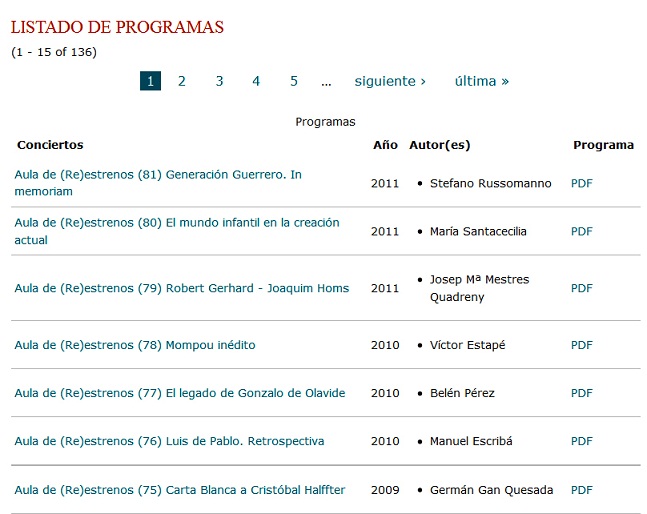 LISTADO DE PROGRAMAS
(1 - 15 of 136)
1 2 3 4 5 ... siguiente › última »
Programas
Conciertos Año Autor(es) Programa
Aula de (Re)estrenos (81) Generación Guerrero. In
memoriam
2011 • Stefano Russomanno PDF
Aula de (Re)estrenos (80) El mundo infantil en la creación
actual
2011 • María Santacecilia PDF
Aula de (Re)estrenos (79) Robert Gerhard - Joaquim Homs 2011 • Josep Mª Mestres
Quadreny
PDF
Aula de (Re)estrenos (78) Mompou inédito 2010 • Víctor Estapé PDF
Aula de (Re)estrenos (77) El legado de Gonzalo de Olavide 2010 • Belén Pérez PDF
Aula de (Re)estrenos (76) Luis de Pablo. Retrospectiva 2010 • Manuel Escribá PDF
Aula de (Re)estrenos (75) Carta Blanca a Cristóbal Halffter 2009 • Germán Gan Quesada PDF